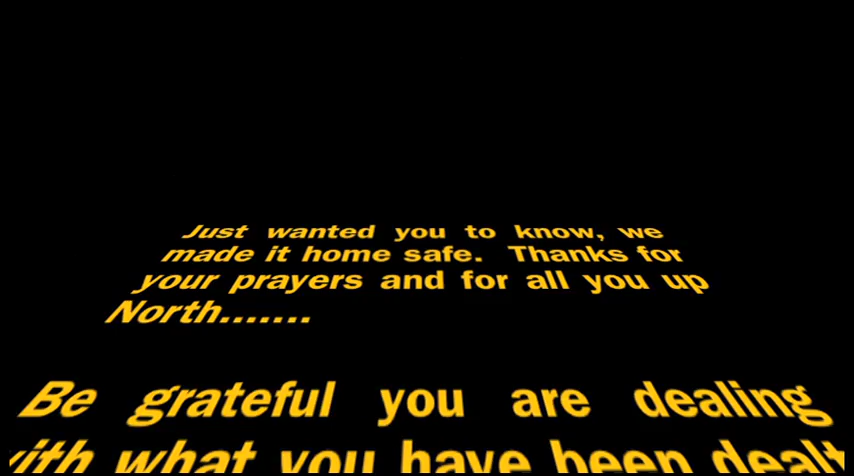 Just wanted you to know, we
made it home safe. Thanks for
your prayers and for all you up
North.......
Be grateful you are dealing
with what you have been dealt